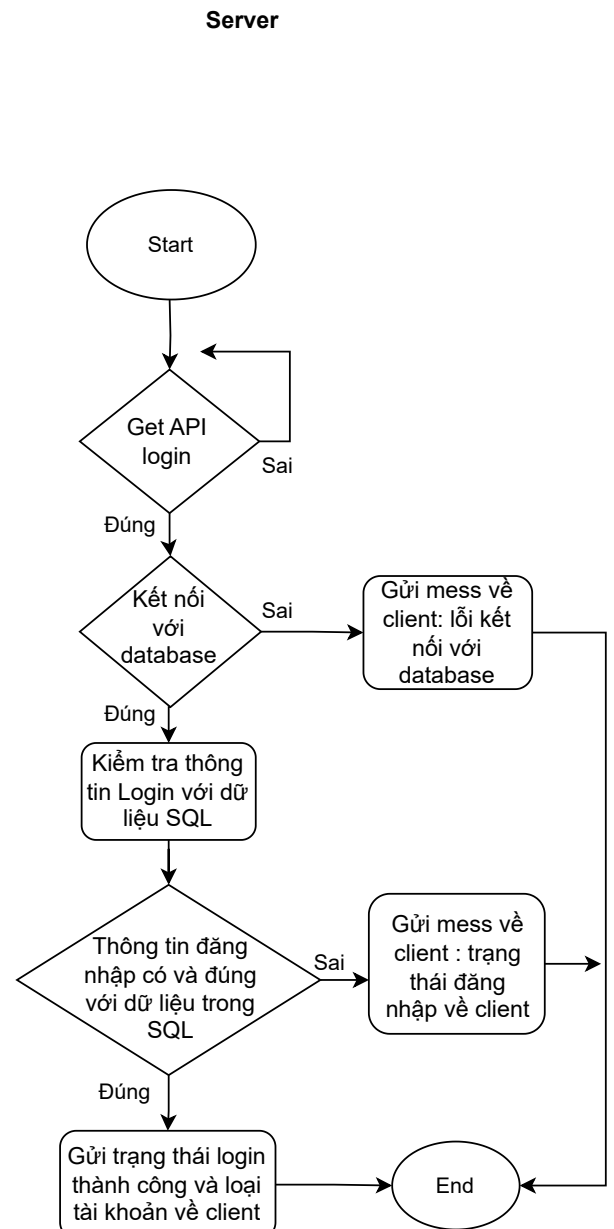 Server
Start
Get API
login
Sai
Đúng
Kết nối
với
database
Sai
Gửi mess về
client: lỗi kết
nối với
database
Đúng
Kiểm tra thông
tin Login với dữ
liệu SQL
Thông tin đăng
nhập có và đúng
với dữ liệu trong
SQL
Sai
Gửi mess về
client : trạng
thái đăng
nhập về client
Đúng
Gửi trạng thái login
thành công và loại
tài khoản về client
End